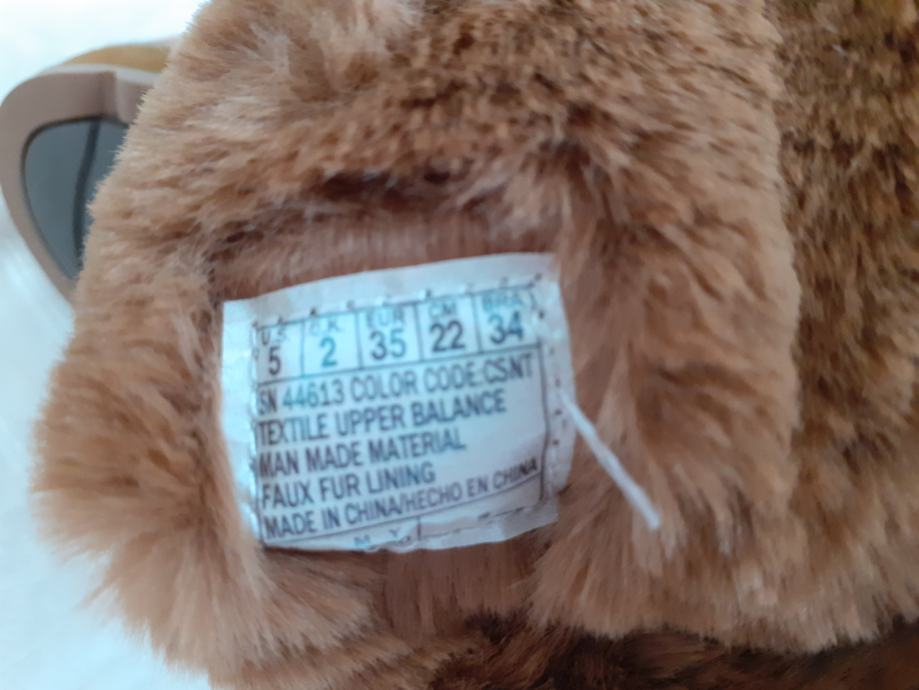 U.S. U.K. EUR CM BRA
5 2 35 22 34
SN 44613 COLOR CODE:CSNT
TEXTILE UPPER BALANCE
MAN MADE MATERIAL
FAUX FUR LINING
MADE IN CHINA/HECHO EN CHINA